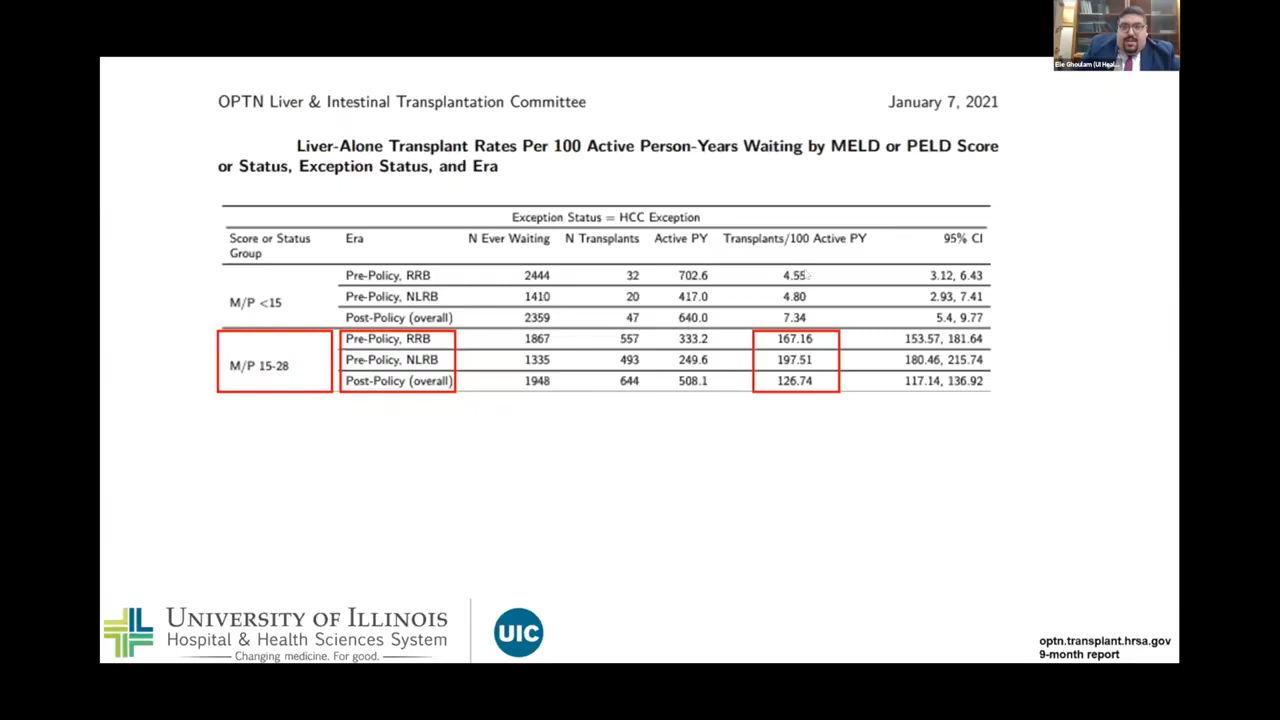 Elie Ghoulam (UI Heal...
OPTN Liver & Intestinal Transplantation Committee January 7, 2021
Liver-Alone Transplant Rates Per 100 Active Person-Years Waiting by MELD or PELD Score
or Status, Exception Status, and Era
Exception Status = HCC Exception
Score or Status Era N Ever Waiting N Transplants Active PY Transplants/100 Active PY 95% CI
Group
Pre-Policy, RRB 2444 32 702.6 4.55 3.12, 6.43
M/P <15 Pre-Policy, NLRB 1410 20 417.0 4.80 2.93, 7.41
Post-Policy (overall) 2359 47 640.0 7.34 5.4, 9.77
Pre-Policy, RRB 1867 557 333.2 167.16 153.57, 181.64
M/P 15-28 Pre-Policy, NLRB 1335 493 249.6 197.51 180.46, 215.74
Post-Policy (overall) 1948 644 508.1 126.74 117.14, 136.92
UNIVERSITY OF ILLINOIS
Hospital & Health Sciences System
Changing medicine. For good.
UIC
optn.transplant.hrsa.gov
9-month report